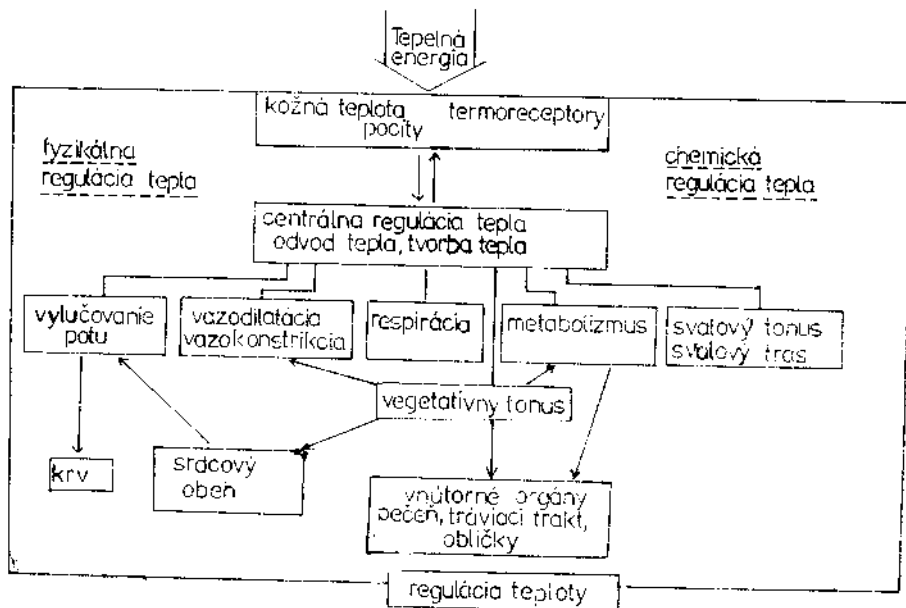 Tepelná
energia
kožná teplota termoreceptory
pocity
fyzikálna
regulácia tepla
chemická
regulácia tepla
centrálna regulácia tepla
odvod tepla, tvorba tepla
vylučovanie
potu
vazodilatácia
vazokonstrikcia
respirácia
metabolizmus
svalový tonus
svalový tras
vegetatívny tonus
krv
srdcový
obeh
vnútorné orgány
pečeň, tráviaci trakt,
obličky
regulácia teploty